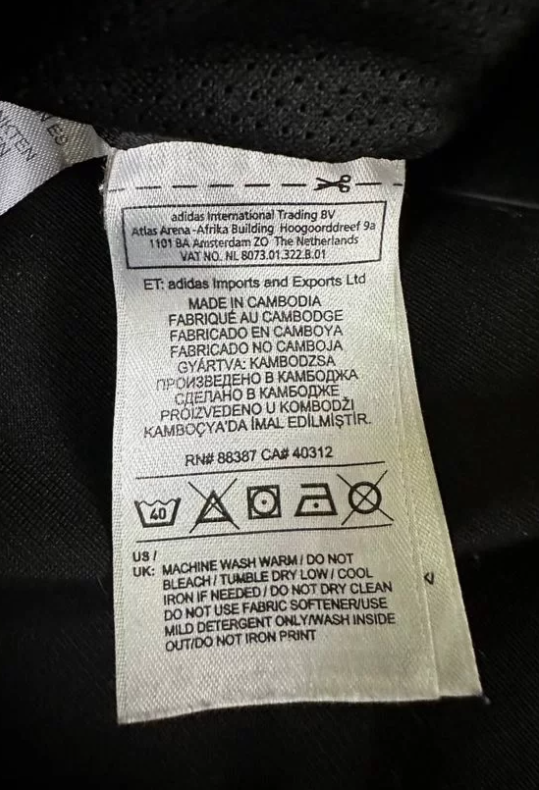 NKTEN
EN
adidas International Trading BV
Atlas Arena-Afrika Building Hoogoorddreef 9a
1101 BA Amsterdam ZO The Netherlands
VAT NO. NL 8073.01.322.B.01
ET: adidas Imports and Exports Ltd
MADE IN CAMBODIA
FABRIQUÉ AU CAMBODGE
FABRICADO EN CAMBOYA
FABRICADO NO CAMBOJA
GYÁRTVA: KAMBODZSA
ПРОИЗВЕДЕНО В КАМБОДЖА
СДЕЛАНО В КАМБОДЖЕ
PROIZVEDENO U KOMBODŽI
KAMBOÇYA'DA İMAL EDİLMİŞTİR.
RN# 88387 CA# 40312
40
US /
UK: MACHINE WASH WARM / DO NOT
BLEACH / TUMBLE DRY LOW / COOL
IRON IF NEEDED / DO NOT DRY CLEAN
DO NOT USE FABRIC SOFTENER/USE
MILD DETERGENT ONLY/WASH INSIDE
OUT/DO NOT IRON PRINT